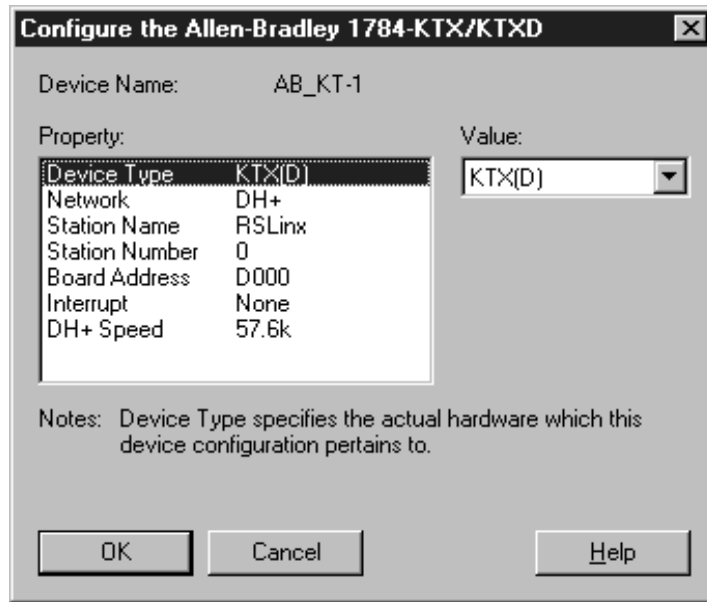 Configure the Allen-Bradley 1784-KTX/KTXD
Device Name: AB_KT-1
Property: Value:
Device Type KTX(D) KTX(D)
Network DH+
Station Name RSLinx
Station Number 0
Board Address D000
Interrupt None
DH+ Speed 57.6k
Notes: Device Type specifies the actual hardware which this
device configuration pertains to.
OK Cancel Help